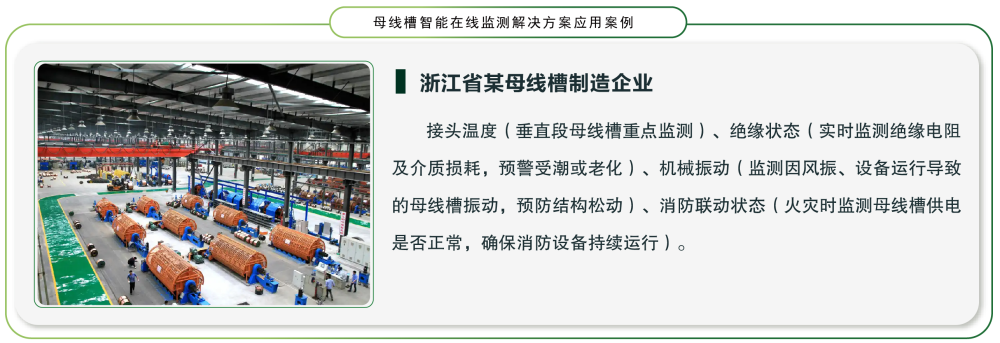 母线槽智能在线监测解决方案应用案例
浙江省某母线槽制造企业
接头温度（垂直段母线槽重点监测）、绝缘状态（实时监测绝缘电阻
及介质损耗，预警受潮或老化）、机械振动（监测因风振、设备运行导致
的母线槽振动，预防结构松动）、消防联动状态（火灾时监测母线槽供电
是否正常，确保消防设备持续运行）。